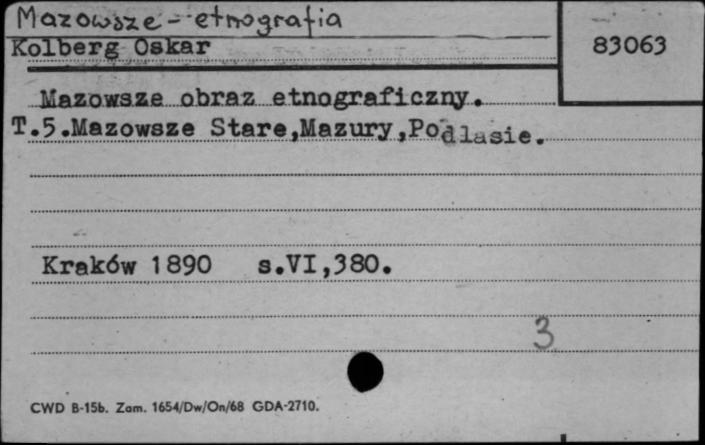 Mazowsze - etnografia
Kolberg Oskar
83063
Mazowsze obraz etnograficzny.
T.5.Mazowsze Stare,Mazury,Podlasie.
Kraków 1890 s.VI,380.
3
CWD B-15b. Zam. 1654/Dw/On/68 GDA-2710.